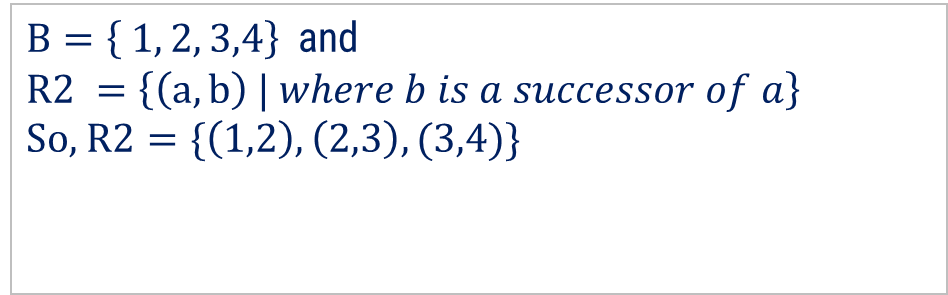 B = { 1, 2, 3,4} and
R2 = {(a, b) | where b is a successor of a}
So, R2 = {(1,2), (2,3), (3,4)}